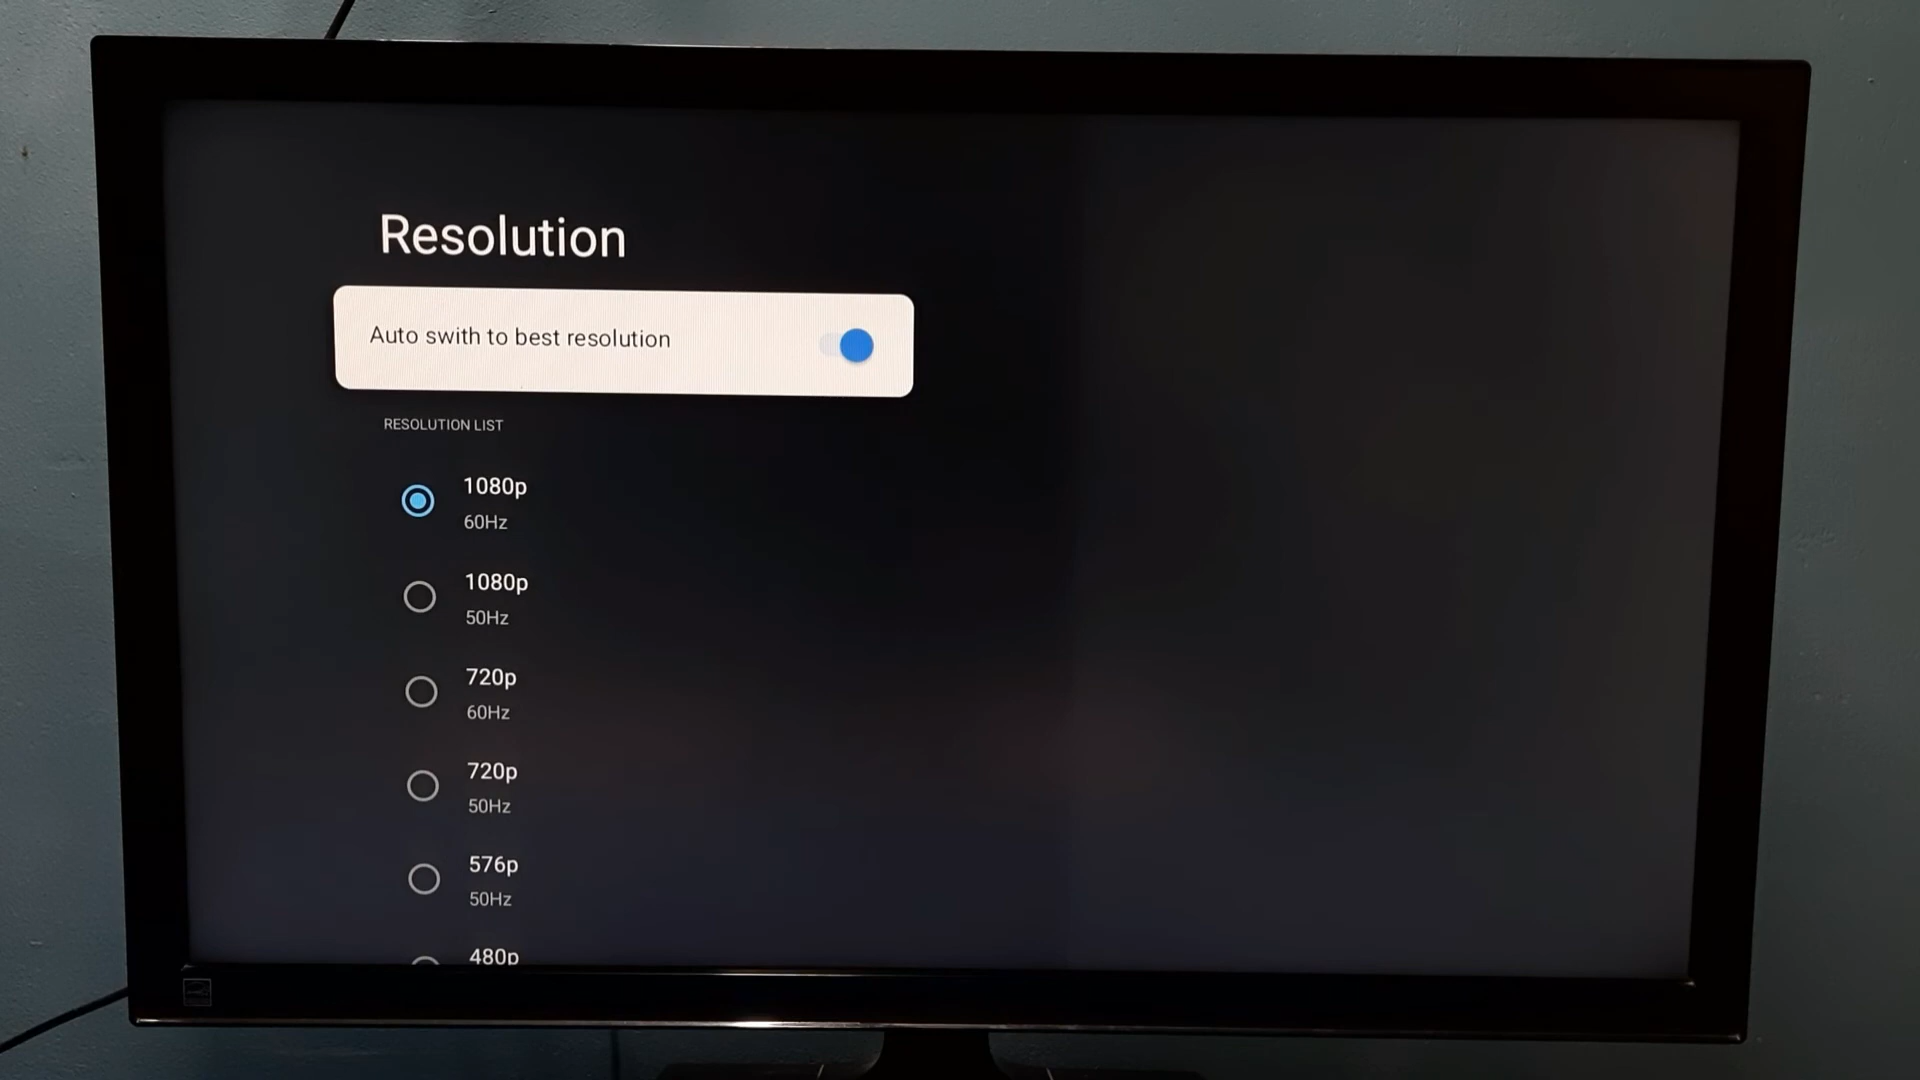 Resolution
Auto swith to best resolution
RESOLUTION LIST
1080p
60Hz
1080p
50Hz
720p
60Hz
720p
50Hz
576p
50Hz
480p